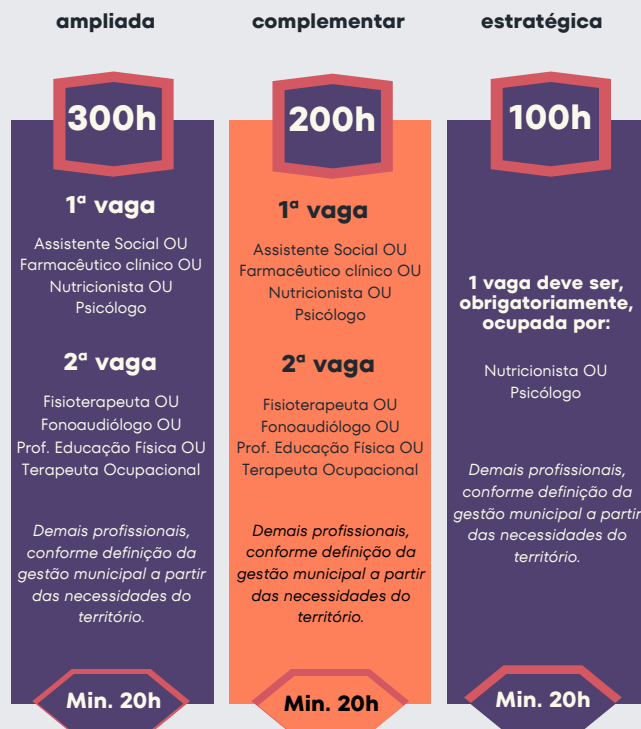 ampliada
300h
1ª vaga
Assistente Social OU
Farmacêutico clínico OU
Nutricionista OU
Psicólogo
2ª vaga
Fisioterapeuta OU
Fonoaudiólogo OU
Prof. Educação Física OU
Terapeuta Ocupacional
Demais profissionais,
conforme definição da
gestão municipal a partir
das necessidades do
território.
Min. 20h
complementar
200h
1ª vaga
Assistente Social OU
Farmacêutico clínico OU
Nutricionista OU
Psicólogo
2ª vaga
Fisioterapeuta OU
Fonoaudiólogo OU
Prof. Educação Física OU
Terapeuta Ocupacional
Demais profissionais,
conforme definição da
gestão municipal a partir
das necessidades do
território.
Min. 20h
estratégica
100h
1 vaga deve ser,
obrigatoriamente,
ocupada por:
Nutricionista OU
Psicólogo
Demais profissionais,
conforme definição da
gestão municipal a partir
das necessidades do
território.
Min. 20h